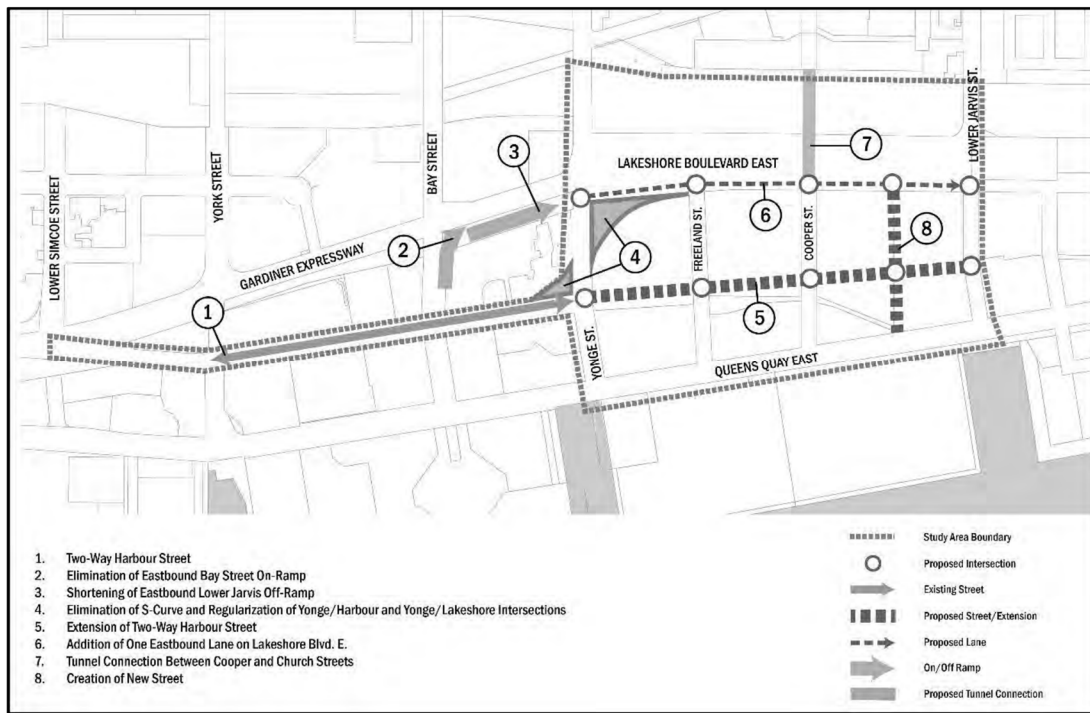 3
7
LOWER JARVIS ST.
LAKESHORE BOULEVARD EAST
YORK STREET
BAY STREET
LOWER SIMCOE STREET
2
GARDINER EXPRESSWAY
6
FREELAND ST.
COOPER ST.
8
4
1
5
YONGE ST.
QUEENS QUAY EAST
1. Two-Way Harbour Street
2. Elimination of Eastbound Bay Street On-Ramp
3. Shortening of Eastbound Lower Jarvis Off-Ramp
4. Elimination of S-Curve and Regularization of Yonge/Harbour and Yonge/Lakeshore Intersections
5. Extension of Two-Way Harbour Street
6. Addition of One Eastbound Lane on Lakeshore Blvd. E.
7. Tunnel Connection Between Cooper and Church Streets
8. Creation of New Street
Study Area Boundary
Proposed Intersection
Existing Street
Proposed Street/Extension
Proposed Lane
On/Off Ramp
Proposed Tunnel Connection